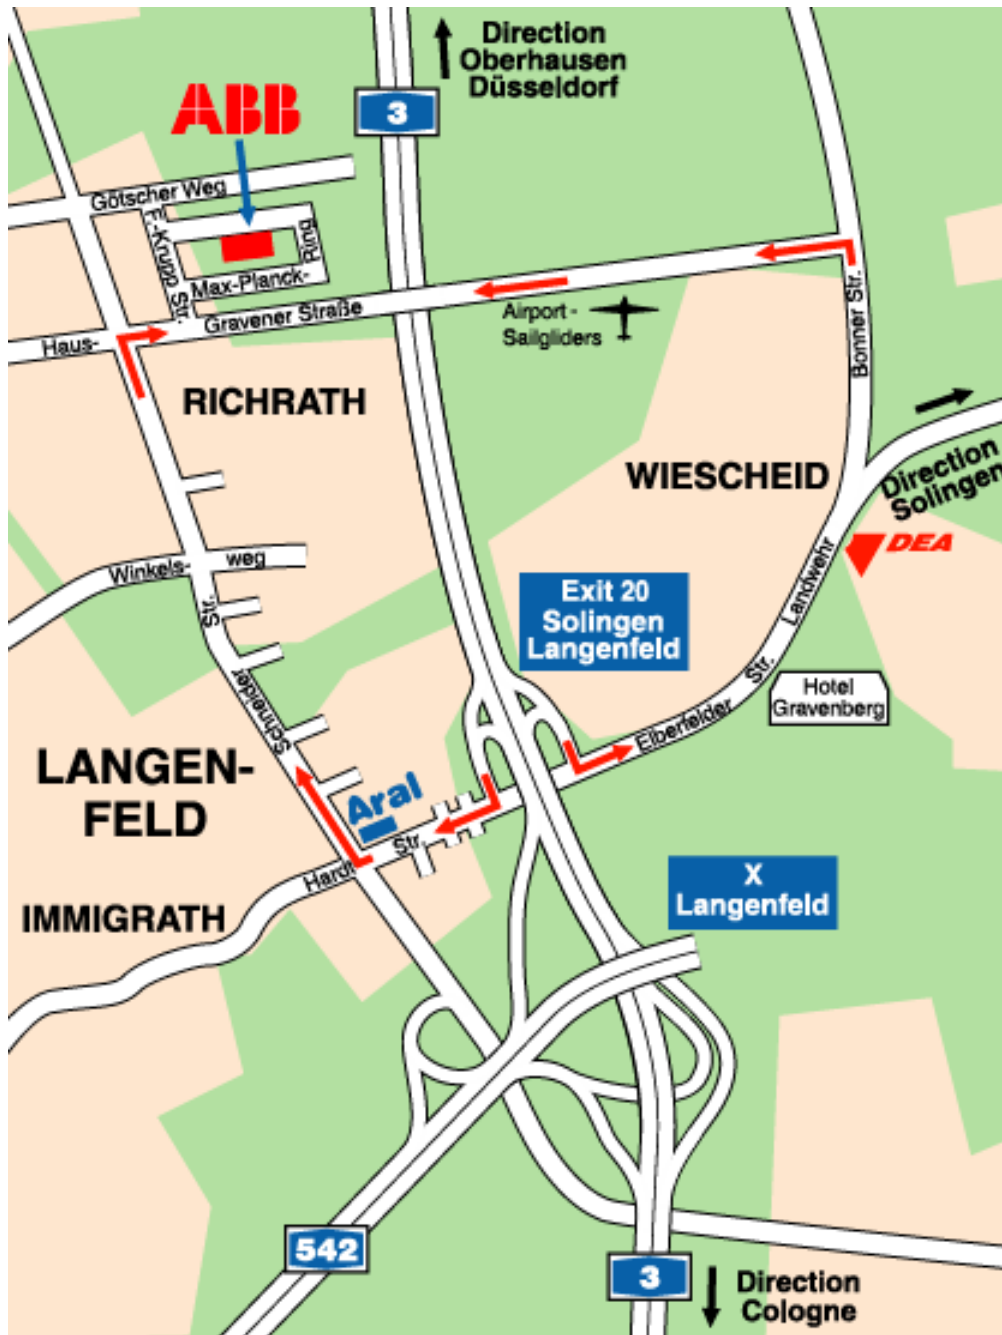 Direction
Oberhausen
Düsseldorf
3
ABB
Götscher Weg
F.-Krupp Str.
Ring
Max-Planck-
Gravener Straße
Haus-
Airport -
Sailgliders
Bonner Str.
RICHRATH
WIESCHEID
Direction
Solingen
DEA
Winkels-
weg
Landwehr
Str.
Exit 20
Solingen
Langenfeld
Hotel
Gravenberg
Schneider
Str.
Elberfelder
LANGEN-
FELD
Aral
Hardt
Str.
X
Langenfeld
IMMIGRATH
542
3
Direction
Cologne